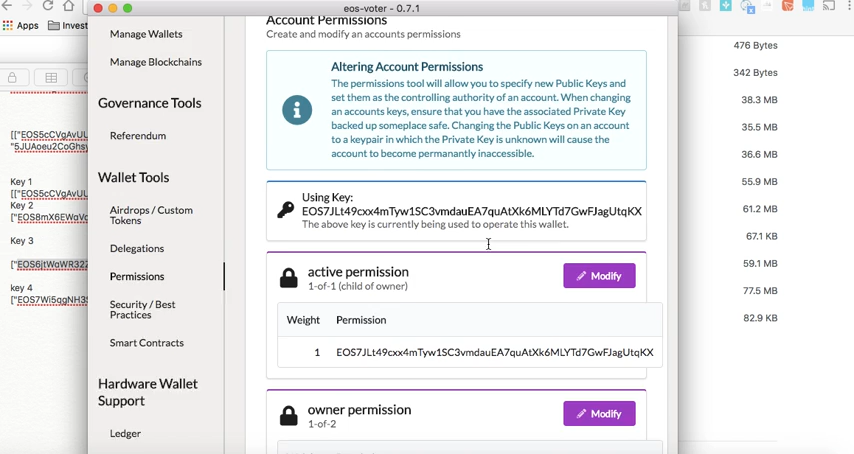 eos-voter - 0.7.1
Apps
Invest
Manage Wallets
Manage Blockchains
Governance Tools
Referendum
Wallet Tools
Airdrops / Custom
Tokens
Delegations
Permissions
Security / Best
Practices
Smart Contracts
Hardware Wallet
Support
Ledger
Account Permissions
Create and modify an accounts permissions
Altering Account Permissions
The permissions tool will allow you to specify new Public Keys and
set them as the controlling authority of an account. When changing
an accounts keys, ensure that you have the associated Private Key
backed up someplace safe. Changing the Public Keys on an account
to a keypair in which the Private Key is unknown will cause the
account to become permanantly inaccessible.
Using Key:
EOS7JLt49cxx4mTyw1SC3vmdauEA7quAtXk6MLYTd7GwFJagUtqKX
The above key is currently being used to operate this wallet.
active permission
1-of-1 (child of owner)
Modify
Weight Permission
1 EOS7JLt49cxx4mTyw1SC3vmdauEA7quAtXk6MLYTd7GwFJagUtqKX
owner permission
1-of-2
Modify
Key 1
Key 2
Key 3
key 4
476 Bytes
342 Bytes
38.3 MB
35.5 MB
36.6 MB
55.9 MB
61.2 MB
67.1 KB
59.1 MB
77.5 MB
82.9 KB